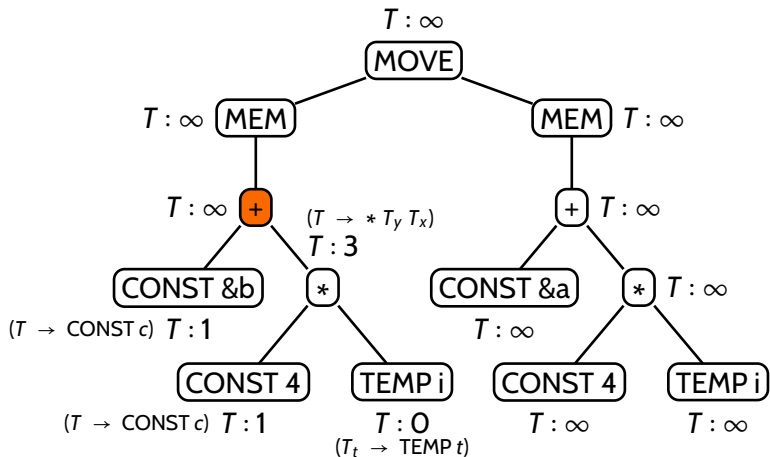 T : ∞
MOVE
T : ∞ MEM MEM T : ∞
T : ∞ + + T : ∞
(T → * T_y T_x)
T : 3
CONST &b * CONST &a * T : ∞
(T → CONST c) T : 1 T : ∞
CONST 4 TEMP i CONST 4 TEMP i
(T → CONST c) T : 1 T : 0 T : ∞ T : ∞
(T_t → TEMP t)